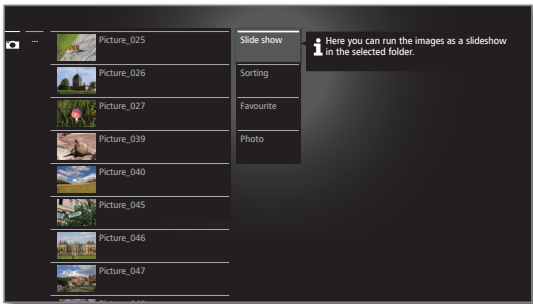 ...
Picture_025
Picture_026
Picture_027
Picture_039
Picture_040
Picture_045
Picture_046
Picture_047
Slide show
Sorting
Favourite
Photo
Here you can run the images as a slideshow
in the selected folder.